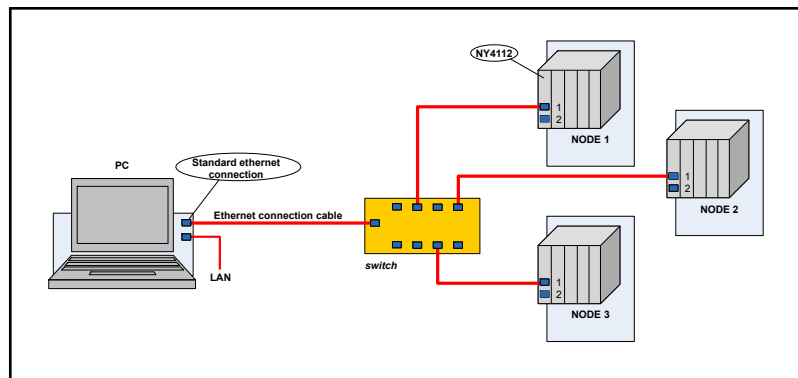 NY4112
1
2
NODE 1
PC
Standard ethernet
connection
1
2
NODE 2
Ethernet connection cable
switch
LAN
1
2
NODE 3